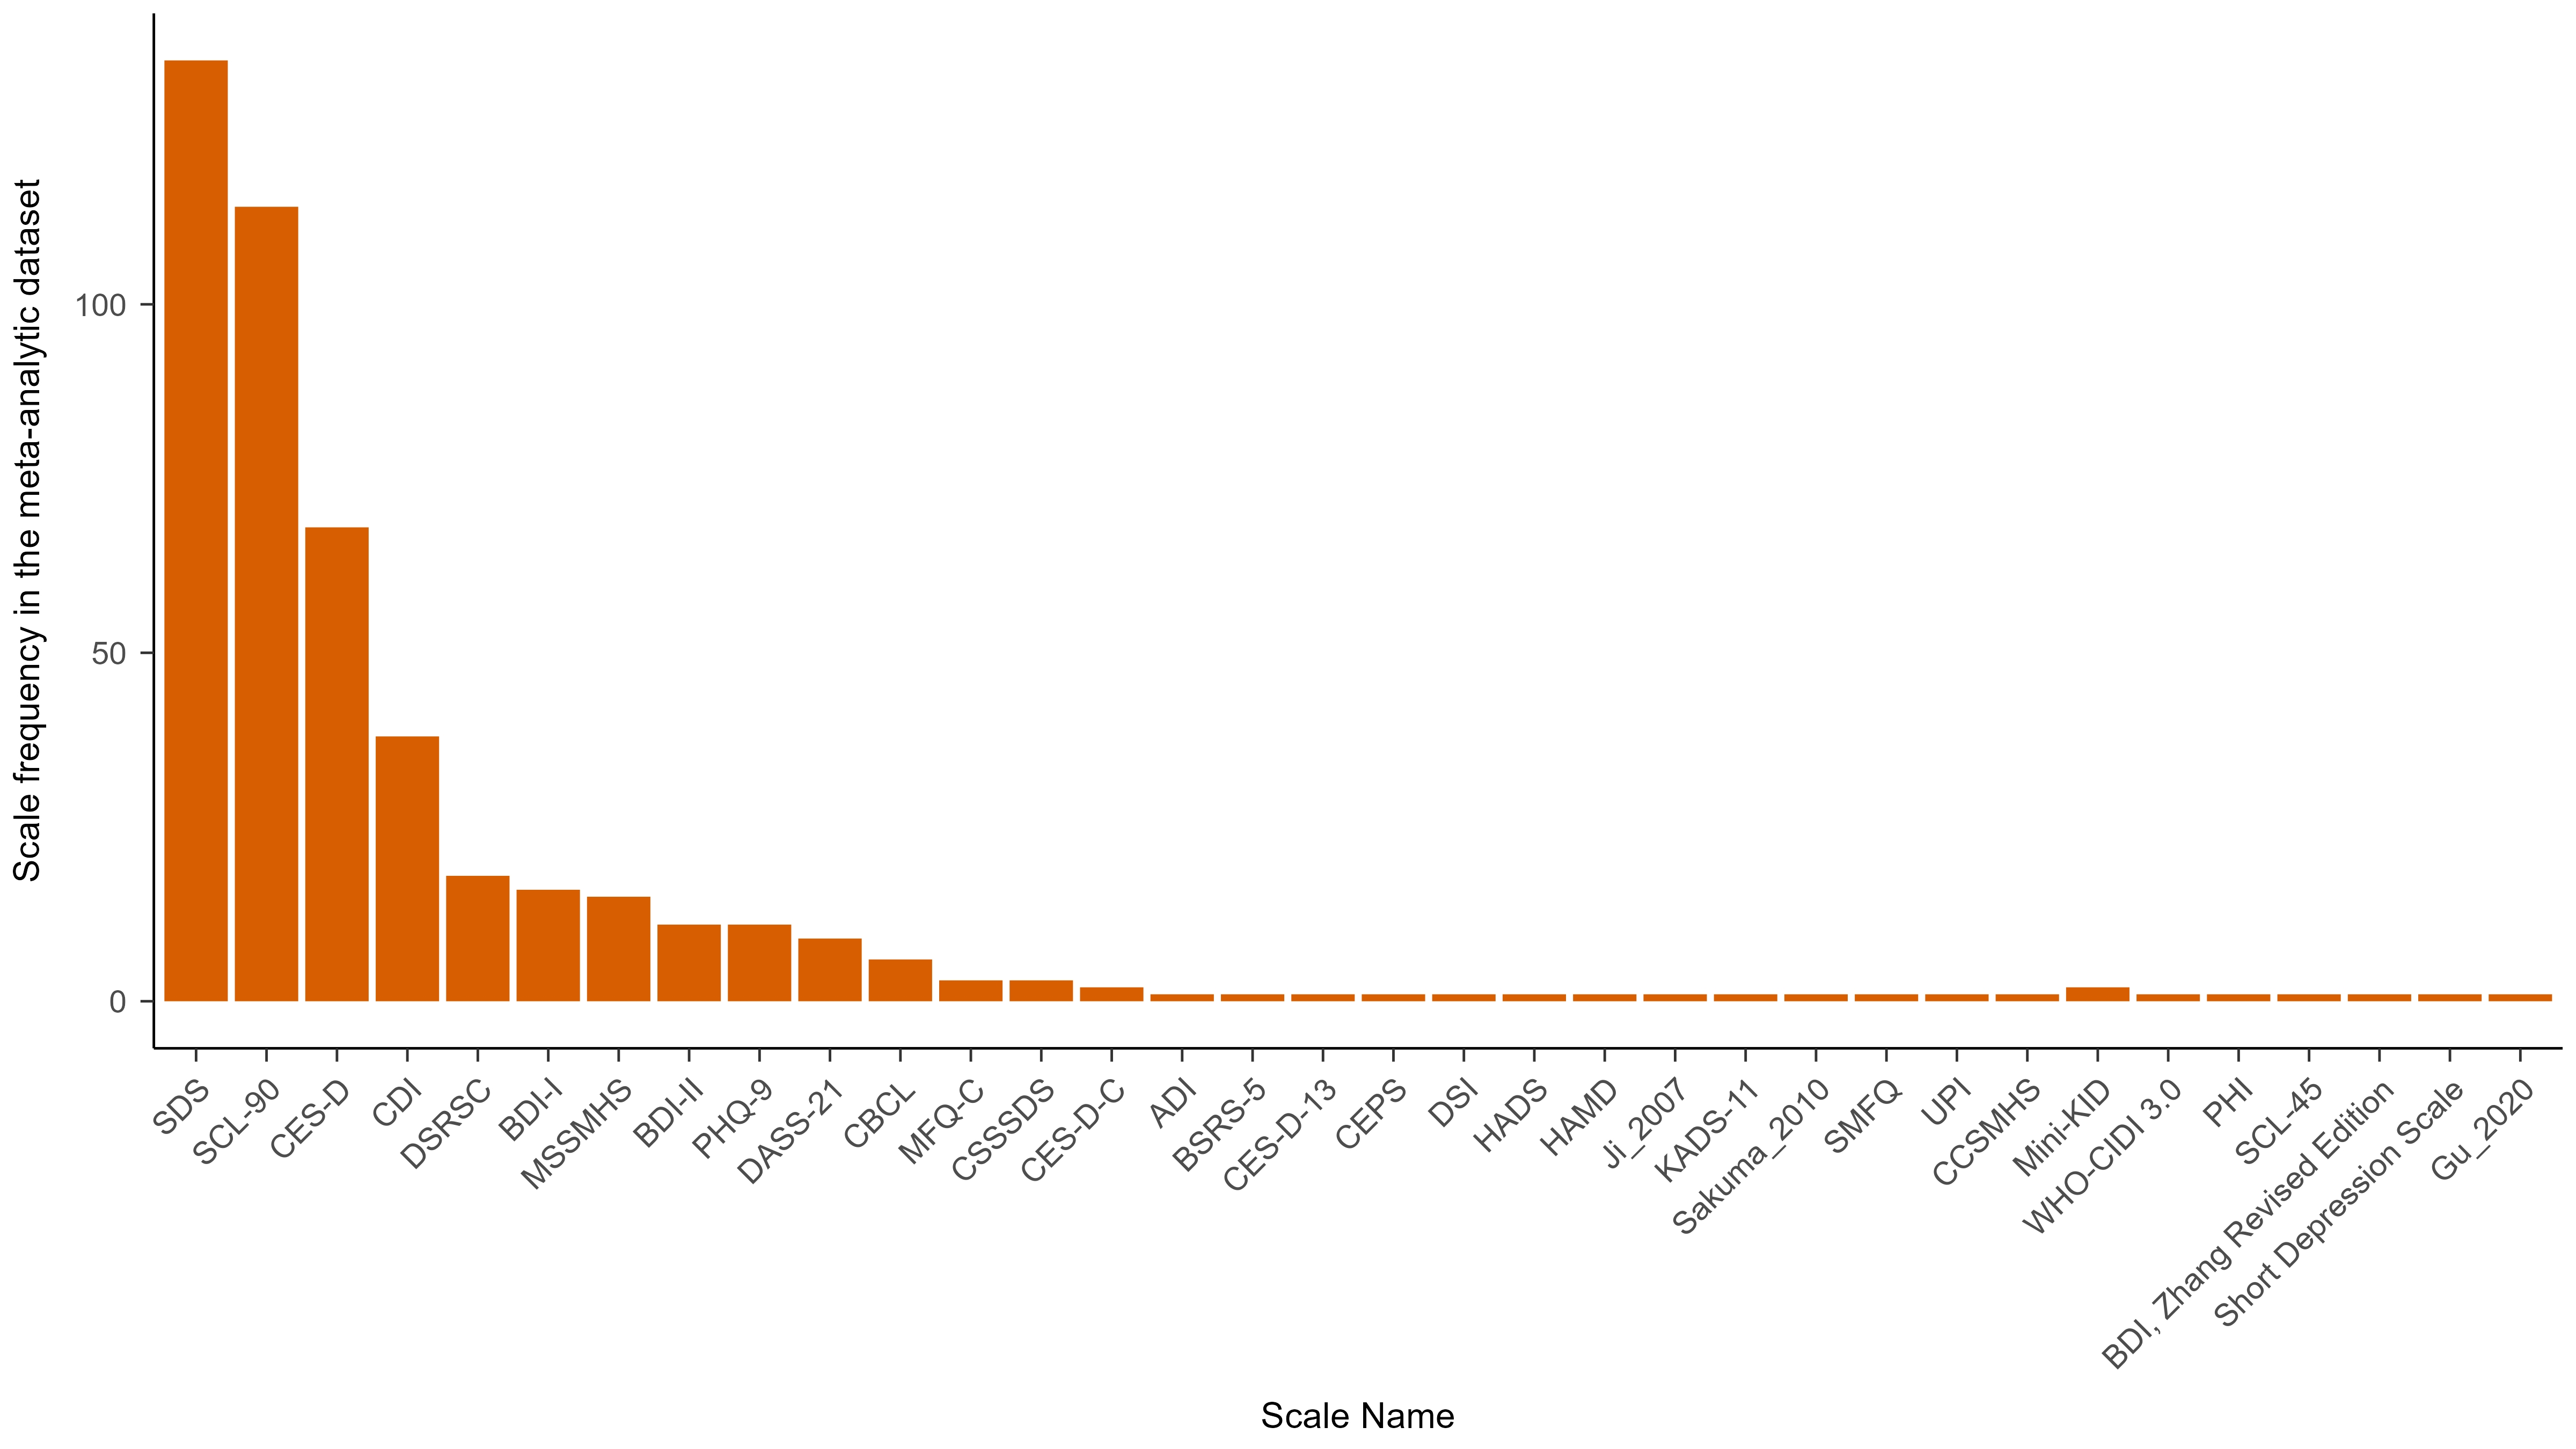 Scale frequency in the meta-analytic dataset
100
50
0
SDS
SCL-90
CES-D
CDI
DSRSC
BDI-I
MSSMHS
BDI-II
PHQ-9
DASS-21
CBCL
MFQ-C
CSSSDS
CES-D-C
ADI
BSRS-5
CES-D-13
CEPS
DSI
HADS
HAMD
Ji_2007
KADS-11
Sakuma_2010
SMFQ
UPI
CCSMHS
Mini-KID
WHO-CIDI 3.0
PHI
SCL-45
BDI, Zhang Revised Edition
Short Depression Scale
Gu_2020
Scale Name